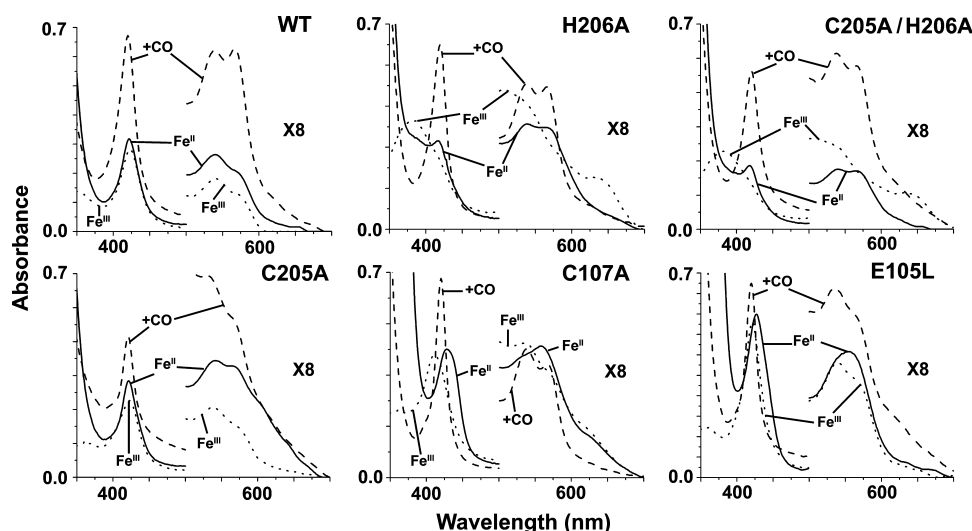 0.7
WT
+CO
X8
Fe^II
Fe^III
Fe^III
0.0
400
600
0.7
H206A
+CO
Fe^III
X8
Fe^II
0.0
400
600
0.7
C205A/H206A
+CO
Fe^III
X8
Fe^II
0.0
400
600
Absorbance
0.7
C205A
+CO
Fe^II
X8
Fe^III
Fe^III
0.0
400
600
0.7
C107A
+CO
Fe^III
Fe^II
Fe^II
X8
+CO
Fe^III
0.0
400
600
0.7
E105L
+CO
Fe^II
X8
Fe^III
0.0
400
600
Wavelength (nm)